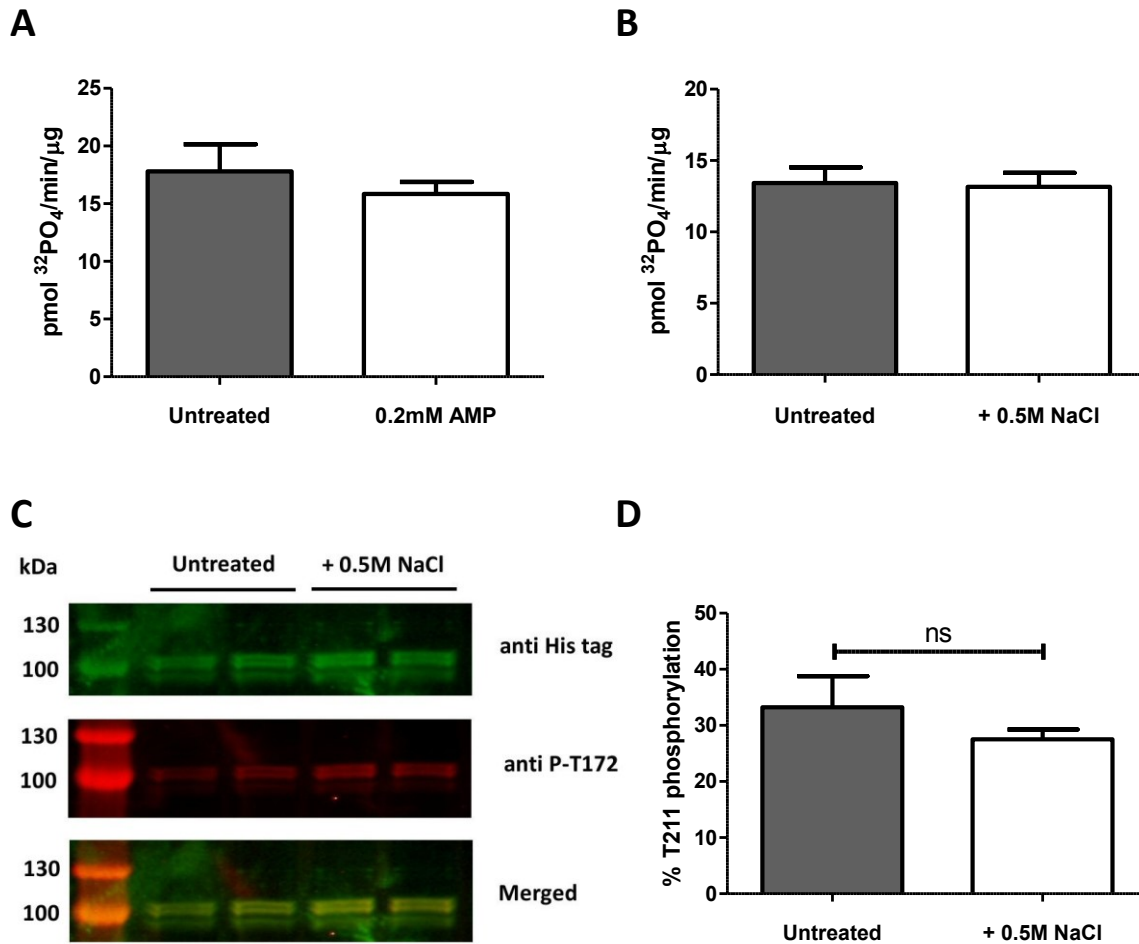 A
pmol ³²PO₄/min/µg
25
20
15
10
5
0
Untreated
0.2mM AMP
B
pmol ³²PO₄/min/µg
20
15
10
5
0
Untreated
+ 0.5M NaCl
C
kDa
Untreated
+ 0.5M NaCl
130
100
anti His tag
130
100
anti P-T172
130
100
Merged
D
% T211 phosphorylation
50
40
30
20
10
0
ns
Untreated
+ 0.5M NaCl